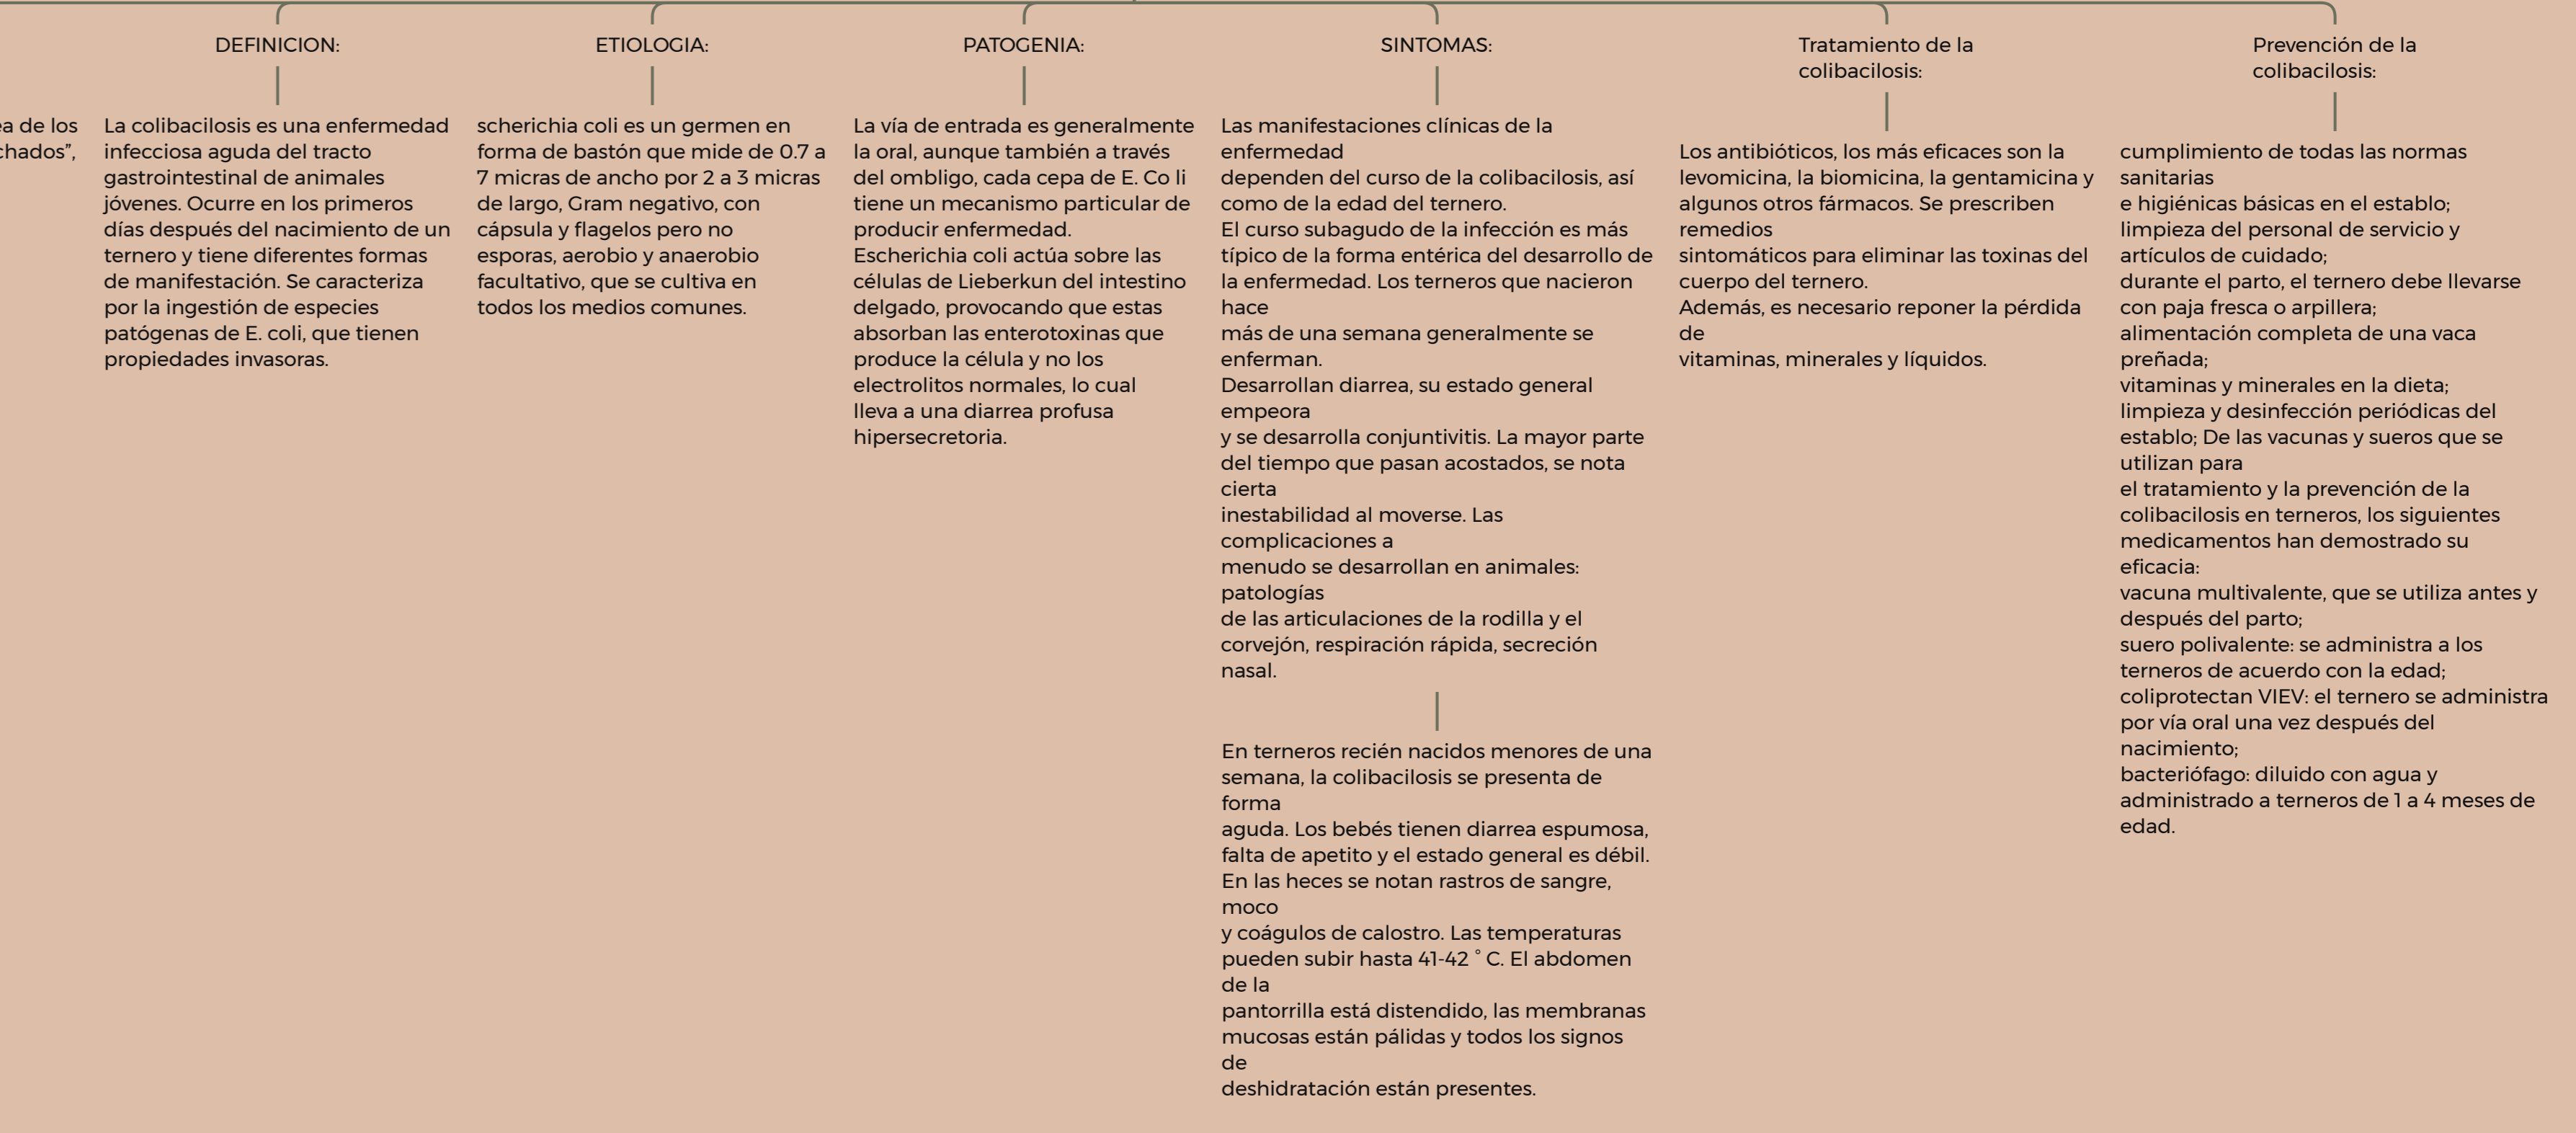 ea de los
chados”,
DEFINICION:
La colibacilosis es una enfermedad
infecciosa aguda del tracto
gastrointestinal de animales
jóvenes. Ocurre en los primeros
días después del nacimiento de un
ternero y tiene diferentes formas
de manifestación. Se caracteriza
por la ingestión de especies
patógenas de E. coli, que tienen
propiedades invasoras.
ETIOLOGIA:
scherichia coli es un germen en
forma de bastón que mide de 0.7 a
7 micras de ancho por 2 a 3 micras
de largo, Gram negativo, con
cápsula y flagelos pero no
esporas, aerobio y anaerobio
facultativo, que se cultiva en
todos los medios comunes.
PATOGENIA:
La vía de entrada es generalmente
la oral, aunque también a través
del ombligo, cada cepa de E. Co li
tiene un mecanismo particular de
producir enfermedad.
Escherichia coli actúa sobre las
células de Lieberkun del intestino
delgado, provocando que estas
absorban las enterotoxinas que
produce la célula y no los
electrolitos normales, lo cual
lleva a una diarrea profusa
hipersecretoria.
SINTOMAS:
Las manifestaciones clínicas de la
enfermedad
dependen del curso de la colibacilosis, así
como de la edad del ternero.
El curso subagudo de la infección es más
típico de la forma entérica del desarrollo de
la enfermedad. Los terneros que nacieron
hace
más de una semana generalmente se
enferman.
Desarrollan diarrea, su estado general
empeora
y se desarrolla conjuntivitis. La mayor parte
del tiempo que pasan acostados, se nota
cierta
inestabilidad al moverse. Las
complicaciones a
menudo se desarrollan en animales:
patologías
de las articulaciones de la rodilla y el
corvejón, respiración rápida, secreción
nasal.
En terneros recién nacidos menores de una
semana, la colibacilosis se presenta de
forma
aguda. Los bebés tienen diarrea espumosa,
falta de apetito y el estado general es débil.
En las heces se notan rastros de sangre,
moco
y coágulos de calostro. Las temperaturas
pueden subir hasta 41-42 ° C. El abdomen
de la
pantorrilla está distendido, las membranas
mucosas están pálidas y todos los signos
de
deshidratación están presentes.
Tratamiento de la
colibacilosis:
Los antibióticos, los más eficaces son la
levomicina, la biomicina, la gentamicina y
algunos otros fármacos. Se prescriben
remedios
sintomáticos para eliminar las toxinas del
cuerpo del ternero.
Además, es necesario reponer la pérdida
de
vitaminas, minerales y líquidos.
Prevención de la
colibacilosis:
cumplimiento de todas las normas
sanitarias
e higiénicas básicas en el establo;
limpieza del personal de servicio y
artículos de cuidado;
durante el parto, el ternero debe llevarse
con paja fresca o arpillera;
alimentación completa de una vaca
preñada;
vitaminas y minerales en la dieta;
limpieza y desinfección periódicas del
establo; De las vacunas y sueros que se
utilizan para
el tratamiento y la prevención de la
colibacilosis en terneros, los siguientes
medicamentos han demostrado su
eficacia:
vacuna multivalente, que se utiliza antes y
después del parto;
suero polivalente: se administra a los
terneros de acuerdo con la edad;
coliprotectan VIEV: el ternero se administra
por vía oral una vez después del
nacimiento;
bacteriófago: diluido con agua y
administrado a terneros de 1 a 4 meses de
edad.